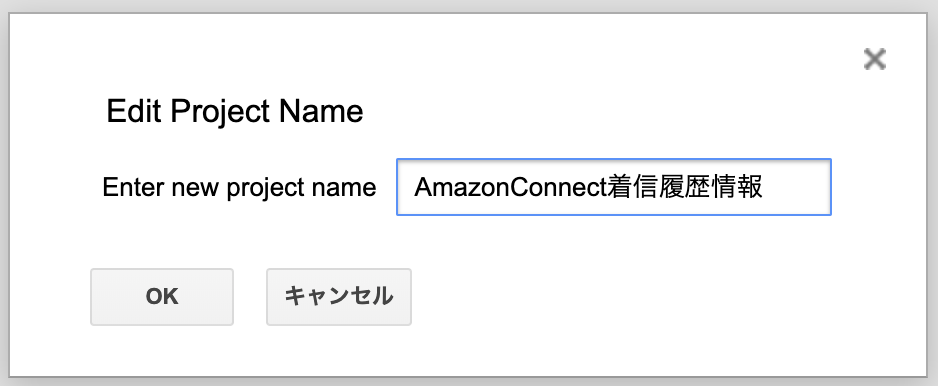 Edit Project Name
Enter new project name AmazonConnect着信履歴情報
OK キャンセル